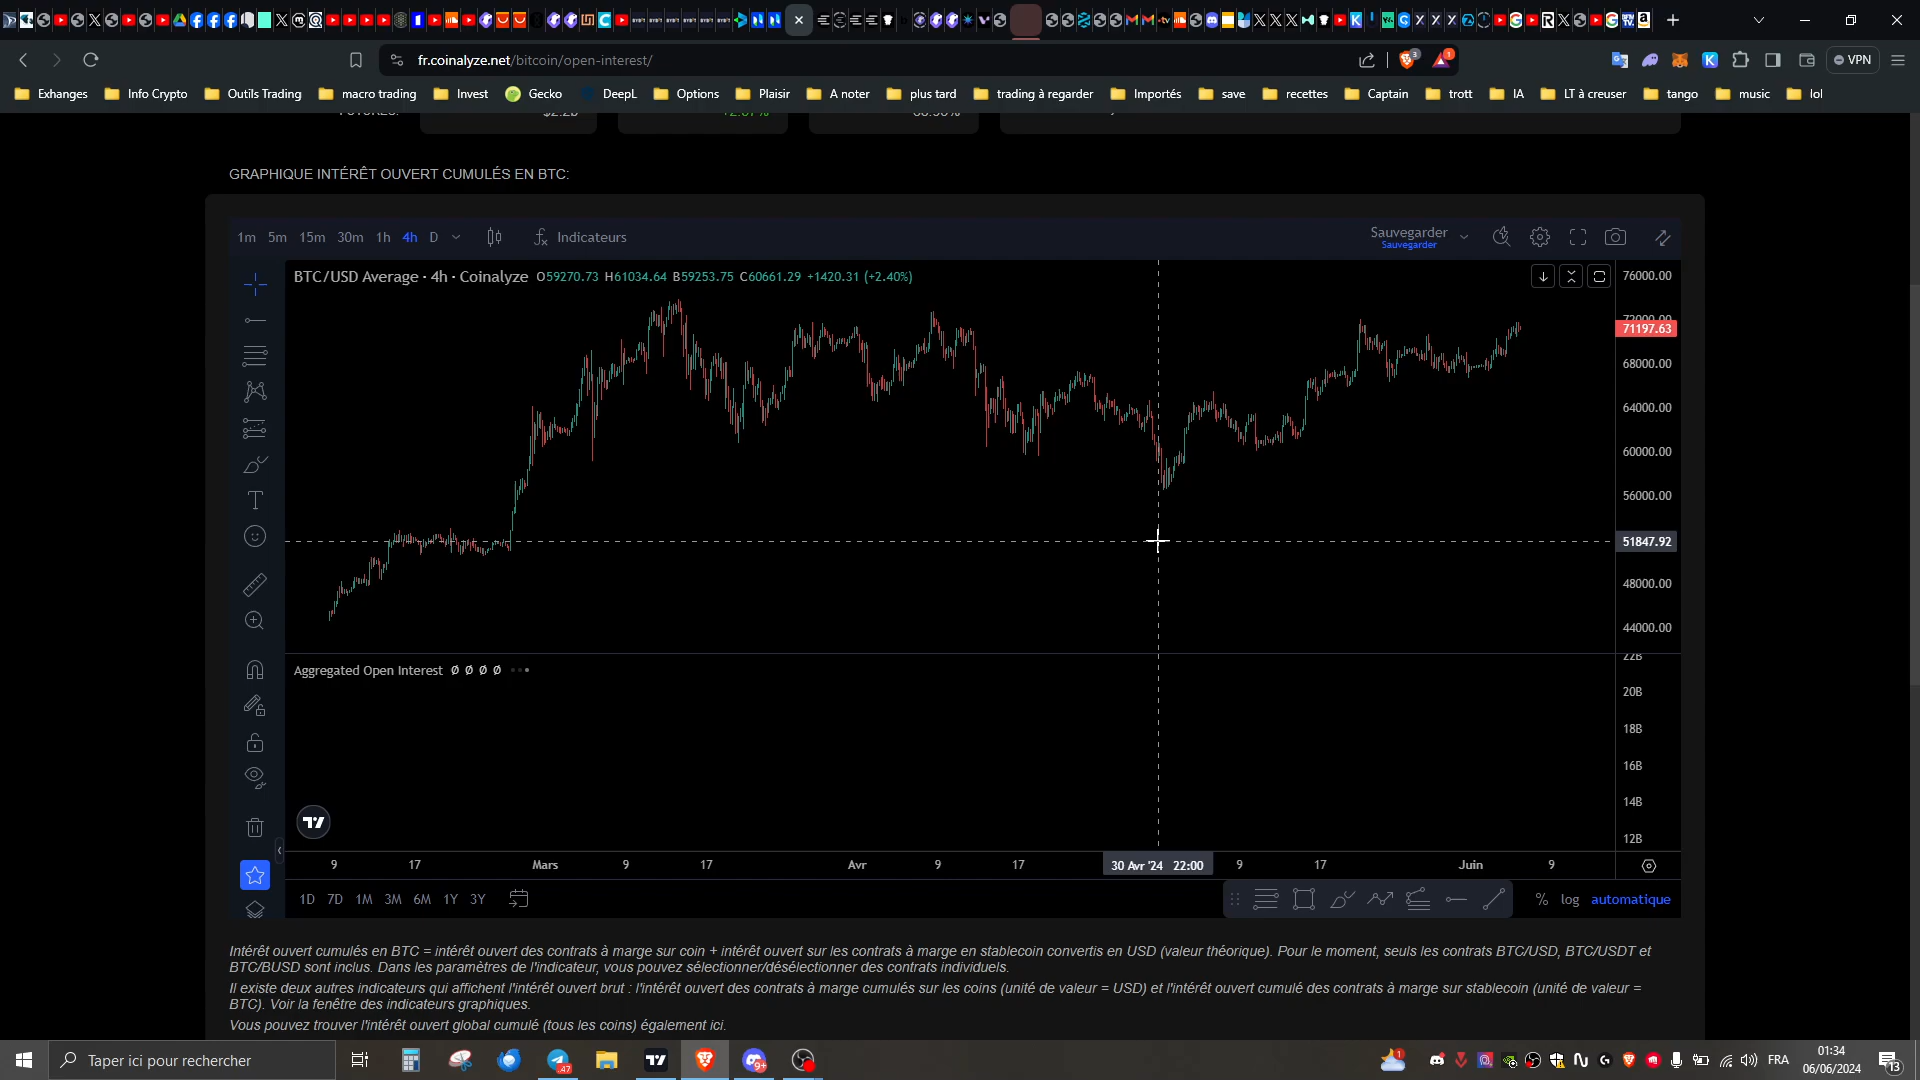 fr.coinalyze.net/bitcoin/open-interest/
VPN
Exhanges Info Crypto Outils Trading macro trading Invest Gecko DeepL Options Plaisir A noter plus tard trading à regarder Importés save recettes Captain trott IA LT à creuser tango music lol
GRAPHIQUE INTÉRÊT OUVERT CUMULÉS EN BTC:
1m 5m 15m 30m 1h 4h D Indicateurs
Sauvegarder
Sauvegarder
BTC/USD Average · 4h · Coinalyze O59270.73 H61034.64 B59253.75 C60661.29 +1420.31 (+2.40%)
76000.00
72000.00
71197.63
68000.00
64000.00
60000.00
56000.00
51847.92
48000.00
44000.00
Aggregated Open Interest Ø Ø Ø Ø
22B
20B
18B
16B
14B
12B
9 17 Mars 9 17 Avr 9 17 30 Avr '24 22:00 9 17 Juin 9
1D 7D 1M 3M 6M 1Y 3Y
% log automatique
Intérêt ouvert cumulés en BTC = intérêt ouvert des contrats à marge sur coin + intérêt ouvert sur les contrats à marge en stablecoin convertis en USD (valeur théorique). Pour le moment, seuls les contrats BTC/USD, BTC/USDT et
BTC/BUSD sont inclus. Dans les paramètres de l'indicateur, vous pouvez sélectionner/désélectionner des contrats individuels.
Il existe deux autres indicateurs qui affichent l'intérêt ouvert brut : l'intérêt ouvert des contrats à marge cumulés sur les coins (unité de valeur = USD) et l'intérêt ouvert cumulé des contrats à marge sur stablecoin (unité de valeur =
BTC). Voir la fenêtre des indicateurs graphiques.
Vous pouvez trouver l'intérêt ouvert global cumulé (tous les coins) également ici.
Taper ici pour rechercher
FRA
01:34
06/06/2024